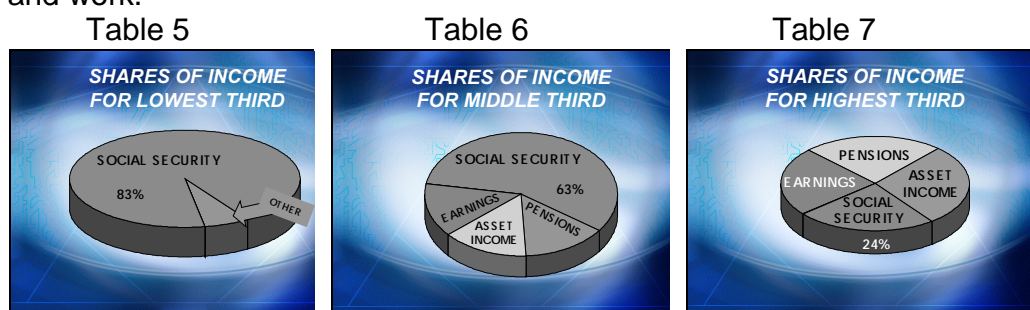 and work.
Table 5
Table 6
Table 7
SHARES OF INCOME
FOR LOWEST THIRD
SOCIAL SECURITY
83%
OTHER
SHARES OF INCOME
FOR MIDDLE THIRD
SOCIAL SECURITY
63%
EARNINGS
PENSIONS
ASSET
INCOME
SHARES OF INCOME
FOR HIGHEST THIRD
PENSIONS
EARNINGS
ASSET
INCOME
SOCIAL
SECURITY
24%